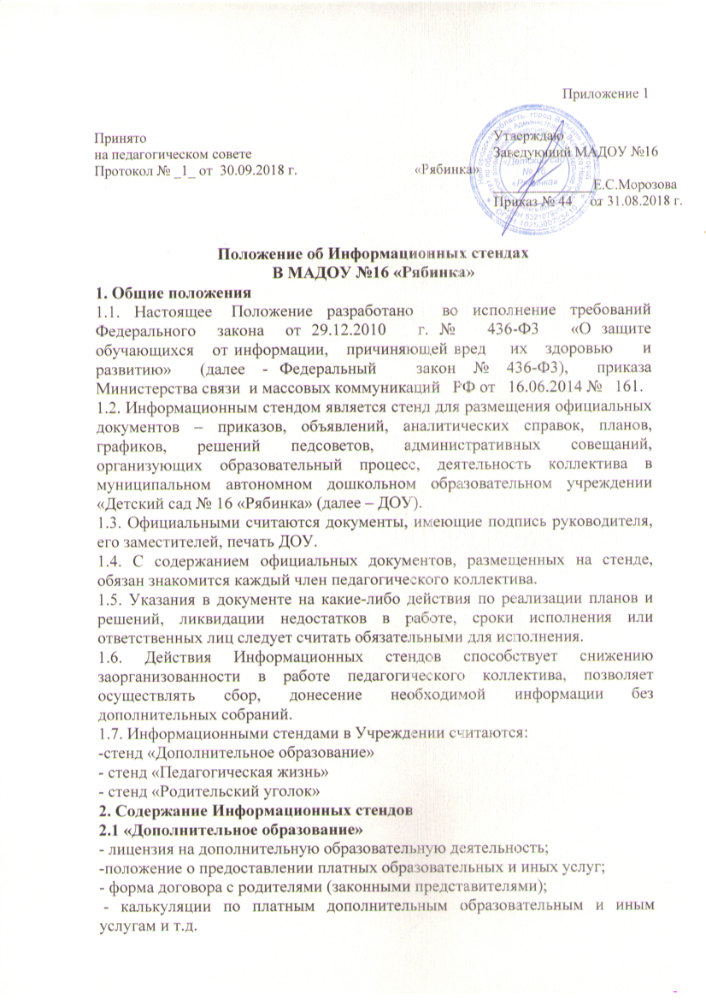 Приложение 1
Принято
на педагогическом совете
Протокол № _1_ от 30.09.2018 г.
Утверждаю
Заведующий МАДОУ №16
«Рябинка»
Е.С.Морозова
Приказ № 44 от 31.08.2018 г.
«Детский сад
№ 16
«Рябинка»
Положение об Информационных стендах
В МАДОУ №16 «Рябинка»
1. Общие положения
1.1. Настоящее Положение разработано во исполнение требований
Федерального закона от 29.12.2010 г. № 436-ФЗ «О защите
обучающихся от информации, причиняющей вред их здоровью и
развитию» (далее - Федеральный закон № 436-ФЗ), приказа
Министерства связи и массовых коммуникаций РФ от 16.06.2014 № 161.
1.2. Информационным стендом является стенд для размещения официальных
документов – приказов, объявлений, аналитических справок, планов,
графиков, решений педсоветов, административных совещаний,
организующих образовательный процесс, деятельность коллектива в
муниципальном автономном дошкольном образовательном учреждении
«Детский сад № 16 «Рябинка» (далее – ДОУ).
1.3. Официальными считаются документы, имеющие подпись руководителя,
его заместителей, печать ДОУ.
1.4. С содержанием официальных документов, размещенных на стенде,
обязан знакомится каждый член педагогического коллектива.
1.5. Указания в документе на какие-либо действия по реализации планов и
решений, ликвидации недостатков в работе, сроки исполнения или
ответственных лиц следует считать обязательными для исполнения.
1.6. Действия Информационных стендов способствует снижению
заорганизованности в работе педагогического коллектива, позволяет
осуществлять сбор, донесение необходимой информации без
дополнительных собраний.
1.7. Информационными стендами в Учреждении считаются:
-стенд «Дополнительное образование»
- стенд «Педагогическая жизнь»
- стенд «Родительский уголок»
2. Содержание Информационных стендов
2.1 «Дополнительное образование»
- лицензия на дополнительную образовательную деятельность;
-положение о предоставлении платных образовательных и иных услуг;
- форма договора с родителями (законными представителями);
- калькуляции по платным дополнительным образовательным и иным
услугам и т.д.